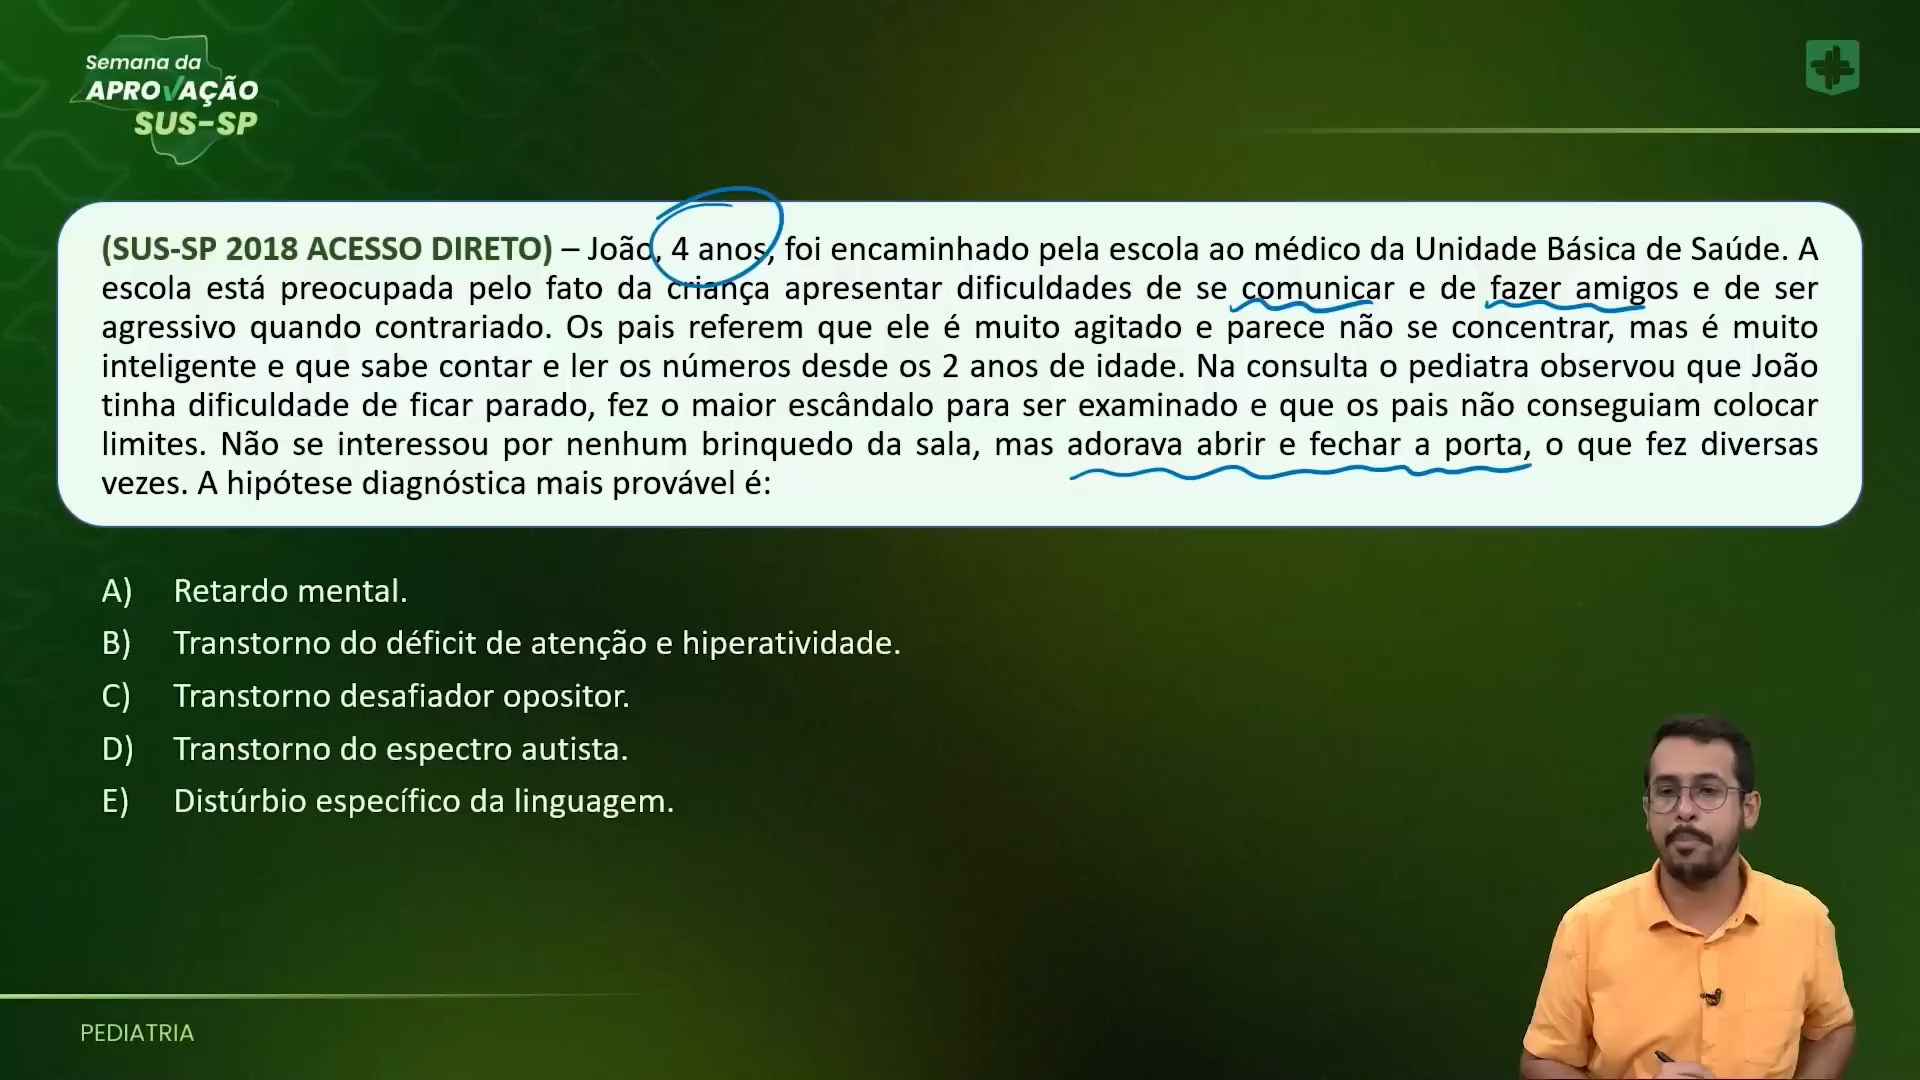 Semana da
APROVAÇÃO
SUS-SP
(SUS-SP 2018 ACESSO DIRETO) – João, 4 anos, foi encaminhado pela escola ao médico da Unidade Básica de Saúde. A
escola está preocupada pelo fato da criança apresentar dificuldades de se comunicar e de fazer amigos e de ser
agressivo quando contrariado. Os pais referem que ele é muito agitado e parece não se concentrar, mas é muito
inteligente e que sabe contar e ler os números desde os 2 anos de idade. Na consulta o pediatra observou que João
tinha dificuldade de ficar parado, fez o maior escândalo para ser examinado e que os pais não conseguiam colocar
limites. Não se interessou por nenhum brinquedo da sala, mas adorava abrir e fechar a porta, o que fez diversas
vezes. A hipótese diagnóstica mais provável é:
A) Retardo mental.
B) Transtorno do déficit de atenção e hiperatividade.
C) Transtorno desafiador opositor.
D) Transtorno do espectro autista.
E) Distúrbio específico da linguagem.
PEDIATRIA